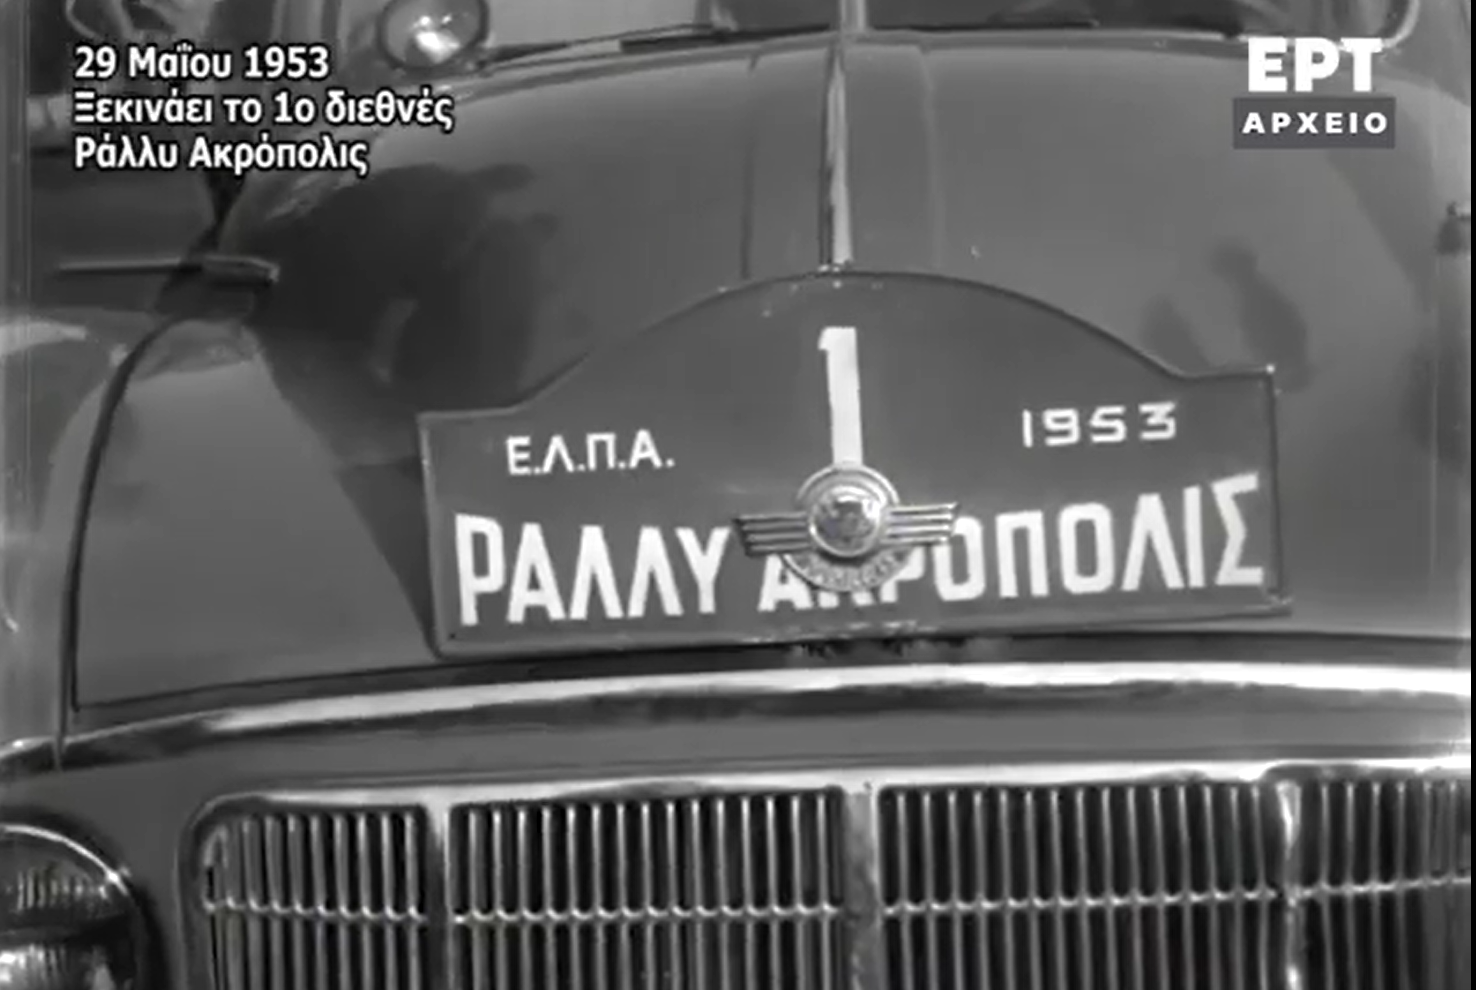 29 Μαΐου 1953
Ξεκινάει το 1ο διεθνές
Ράλλυ Ακρόπολις
ΕΡΤ
ΑΡΧΕΙΟ
1
Ε.Λ.Π.Α.
1953
ΡΑΛΛΥ ΑΚΡΟΠΟΛΙΣ